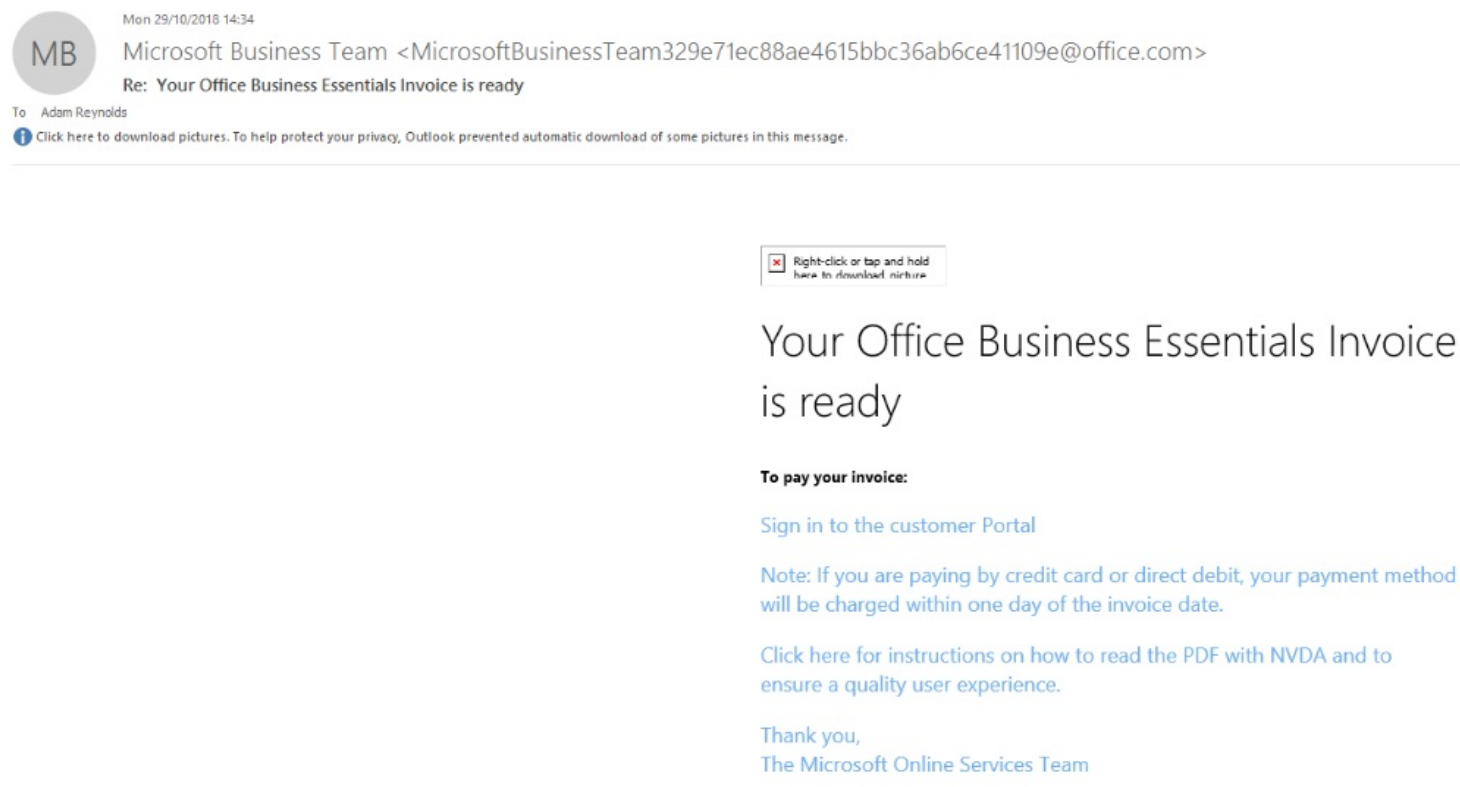 Mon 29/10/2018 14:34
MB
Microsoft Business Team <MicrosoftBusinessTeam329e71ec88ae4615bbc36ab6ce41109e@office.com>
Re: Your Office Business Essentials Invoice is ready
To Adam Reynolds
Click here to download pictures. To help protect your privacy, Outlook prevented automatic download of some pictures in this message.
Right-click or tap and hold
here to download picture
Your Office Business Essentials Invoice
is ready
To pay your invoice:
Sign in to the customer Portal
Note: If you are paying by credit card or direct debit, your payment method
will be charged within one day of the invoice date.
Click here for instructions on how to read the PDF with NVDA and to
ensure a quality user experience.
Thank you,
The Microsoft Online Services Team